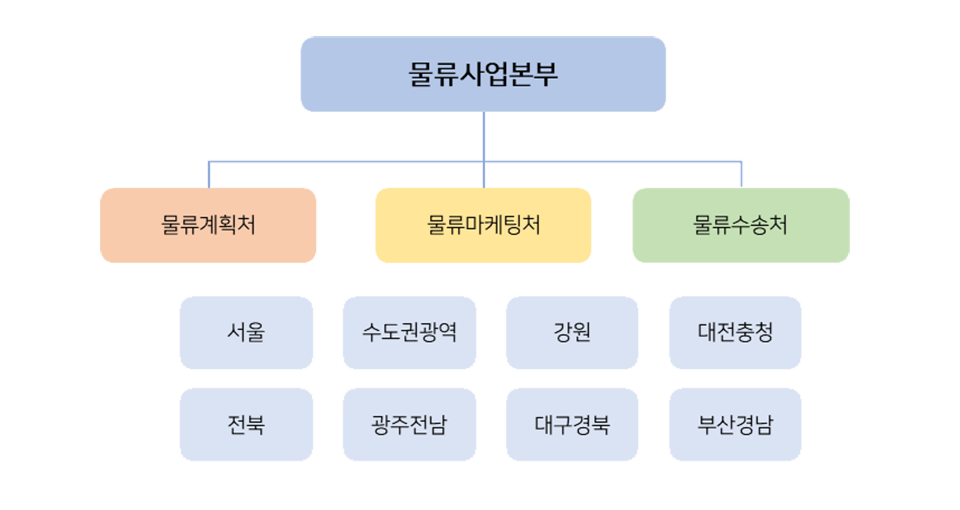 물류사업본부
물류계획처
물류마케팅처
물류수송처
서울
수도권광역
강원
대전충청
전북
광주전남
대구경북
부산경남